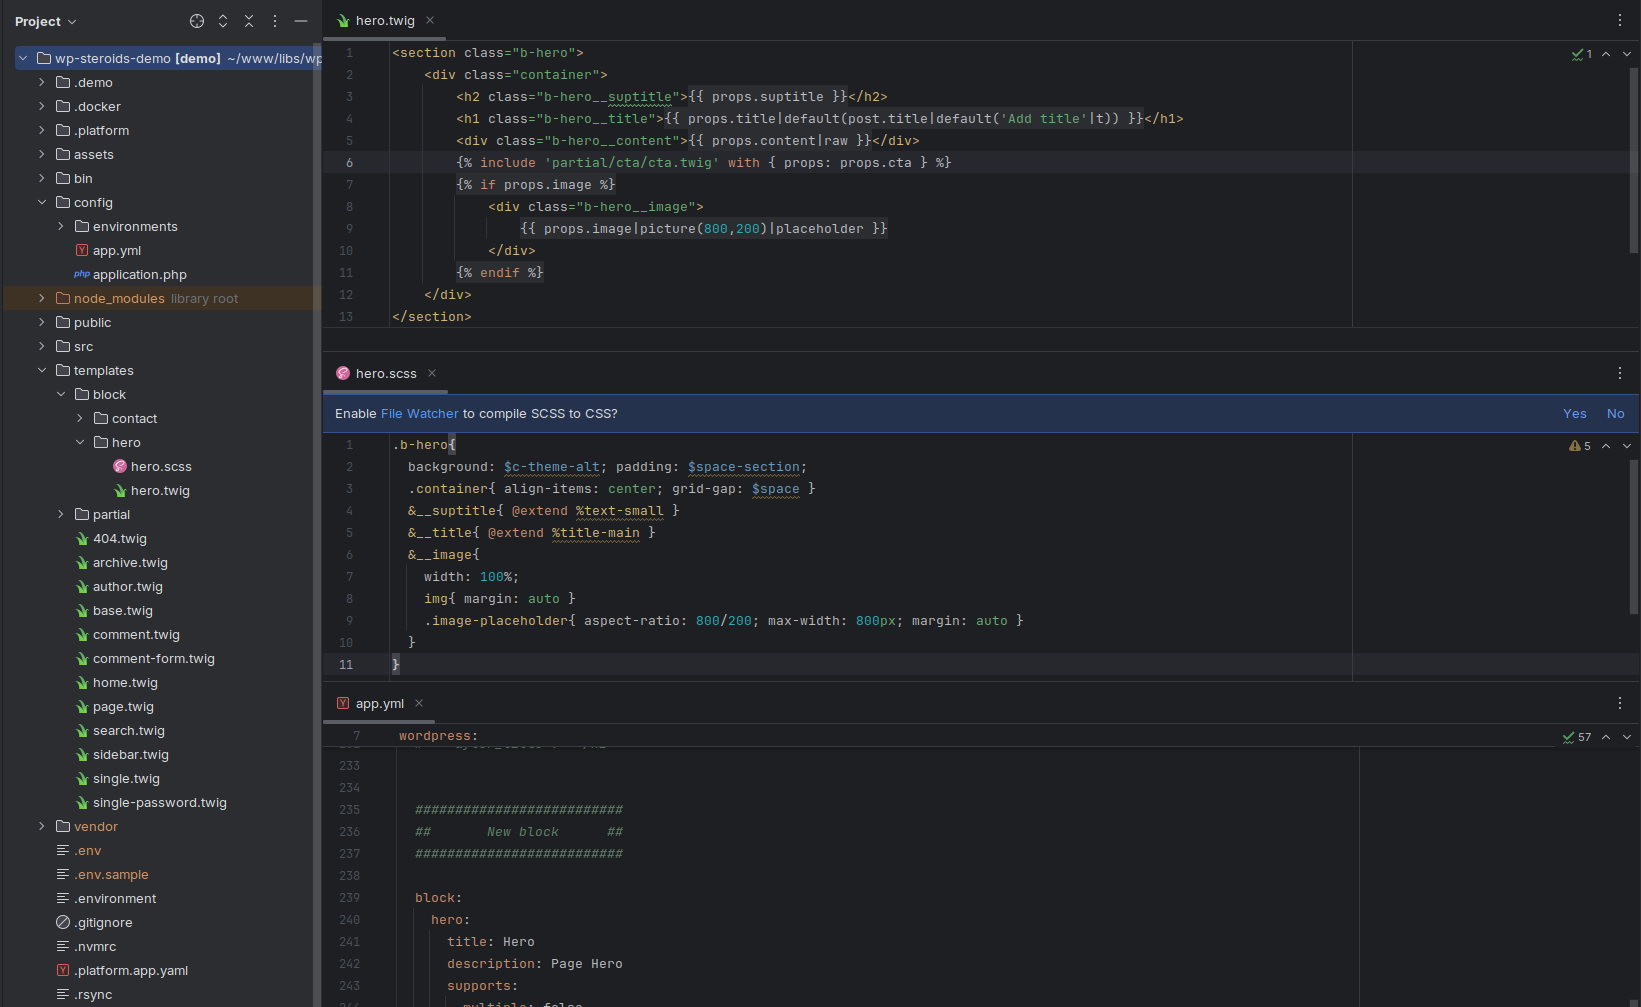 Project
wp-steroids-demo [demo] ~/www/libs/wp
.demo
.docker
.platform
assets
bin
config
environments
Y app.yml
php application.php
node_modules library root
public
src
templates
block
contact
hero
hero.scss
hero.twig
partial
404.twig
archive.twig
author.twig
base.twig
comment.twig
comment-form.twig
home.twig
page.twig
search.twig
sidebar.twig
single.twig
single-password.twig
vendor
.env
.env.sample
.environment
.gitignore
.nvmrc
Y .platform.app.yaml
.rsync
hero.twig
1
1 <section class="b-hero">
2 <div class="container">
3 <h2 class="b-hero__suptitle">{{ props.suptitle }}</h2>
4 <h1 class="b-hero__title">{{ props.title|default(post.title|default('Add title'|t)) }}</h1>
5 <div class="b-hero__content">{{ props.content|raw }}</div>
6 {% include 'partial/cta/cta.twig' with { props: props.cta } %}
7 {% if props.image %}
8 <div class="b-hero__image">
9 {{ props.image|picture(800,200)|placeholder }}
10 </div>
11 {% endif %}
12 </div>
13 </section>
hero.scss
Enable File Watcher to compile SCSS to CSS? Yes No
5
1 .b-hero{
2 background: $c-theme-alt; padding: $space-section;
3 .container{ align-items: center; grid-gap: $space }
4 &__suptitle{ @extend %text-small }
5 &__title{ @extend %title-main }
6 &__image{
7 width: 100%;
8 img{ margin: auto }
9 .image-placeholder{ aspect-ratio: 800/200; max-width: 800px; margin: auto }
10 }
11 }
Y app.yml
7 wordpress:
57
233
234
235 ##########################
236 ## New block ##
237 ##########################
238
239 block:
240 hero:
241 title: Hero
242 description: Page Hero
243 supports:
244 multiple: false